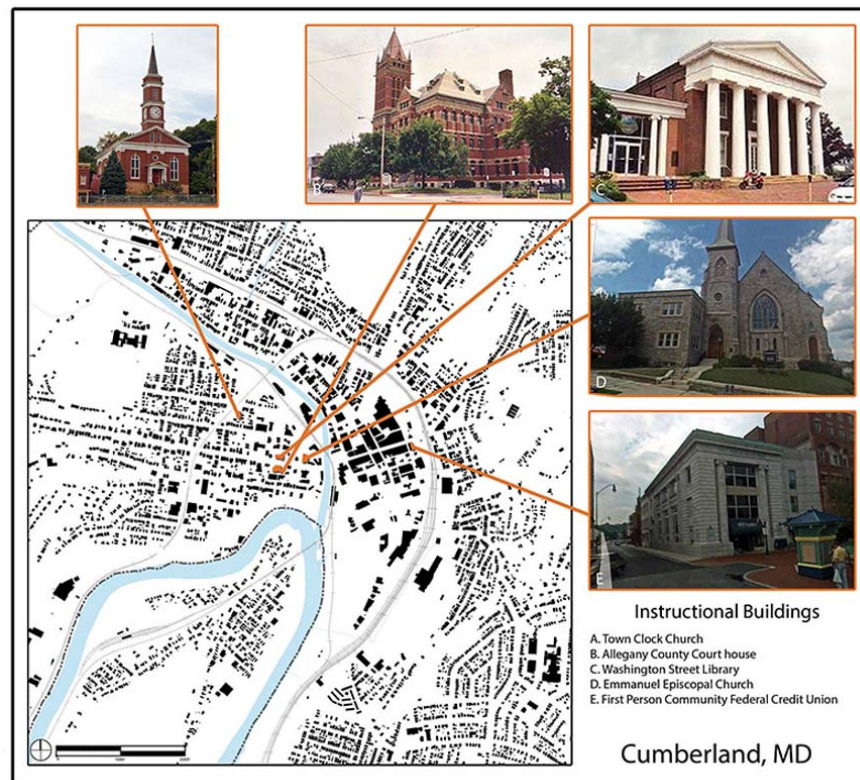 B
C
D
E
Instructional Buildings
A. Town Clock Church
B. Allegany County Court house
C. Washington Street Library
D. Emmanuel Episcopal Church
E. First Person Community Federal Credit Union
Cumberland, MD